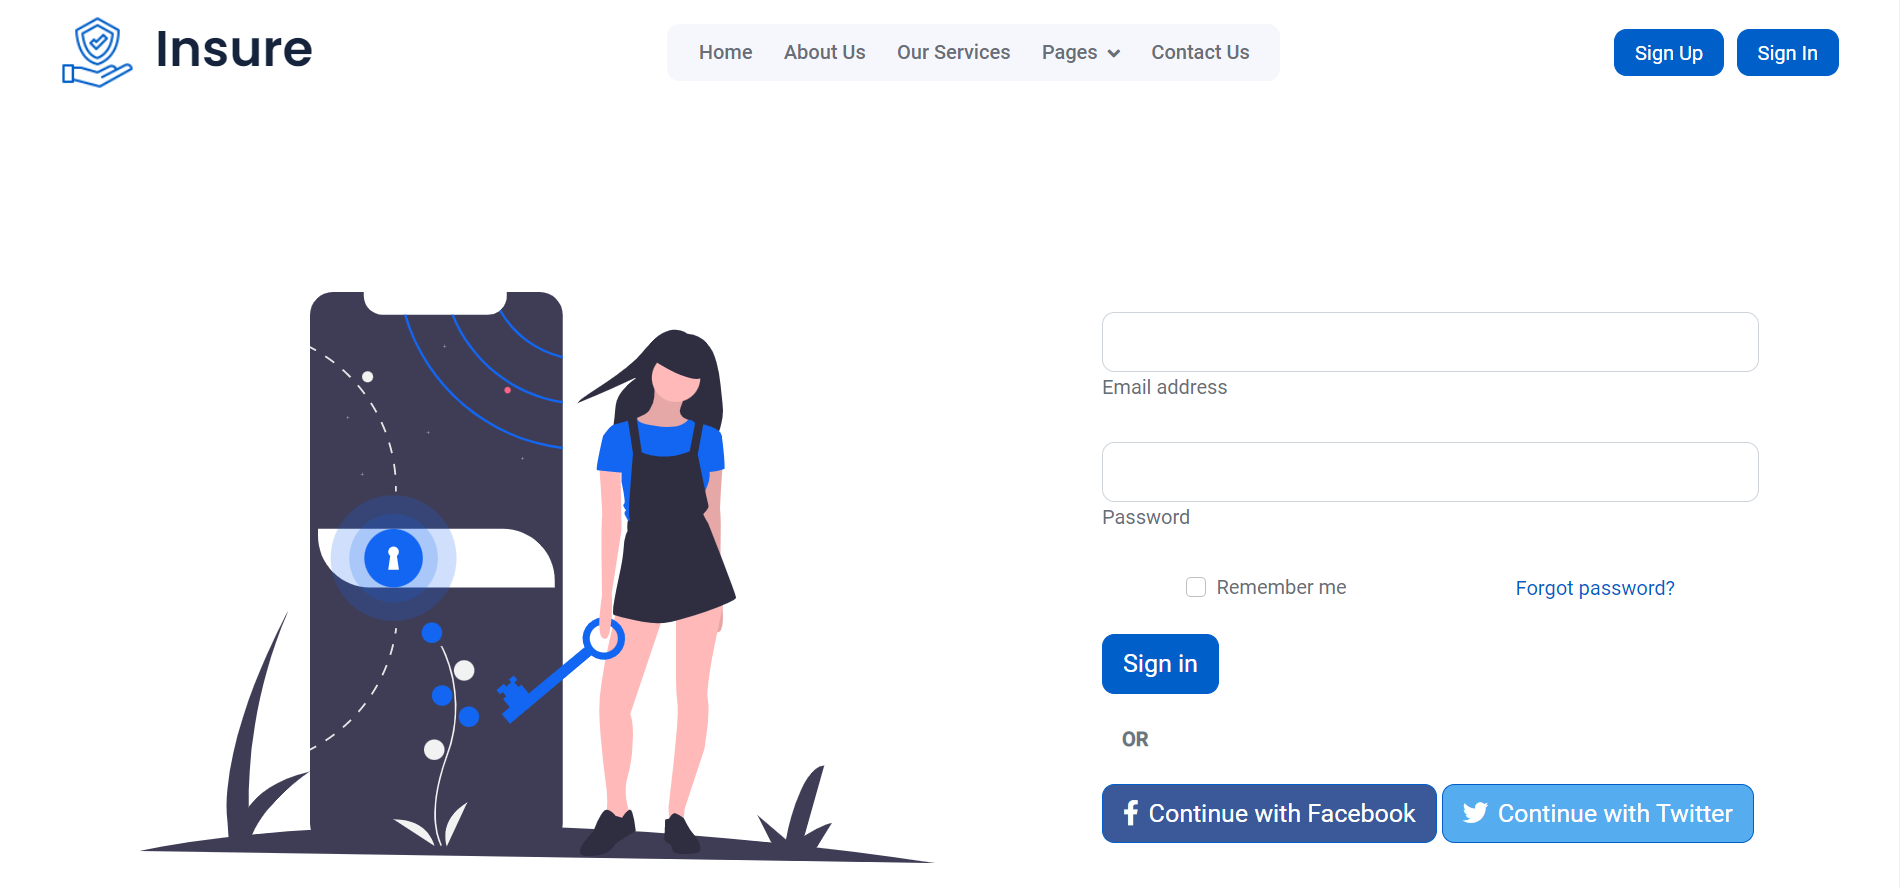 Insure
Home About Us Our Services Pages Contact Us
Sign Up Sign In
Email address
Password
Remember me Forgot password?
Sign in
OR
Continue with Facebook Continue with Twitter